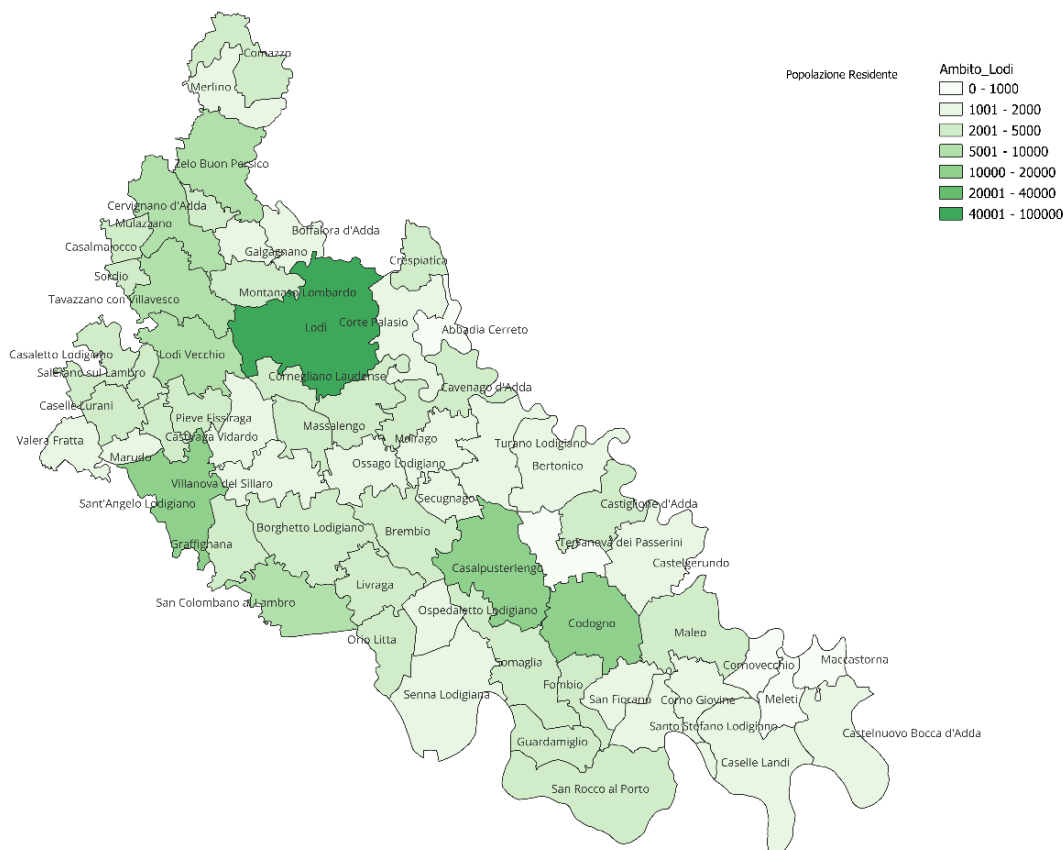 Comazzo
Merlino
Popolazione Residente
Ambito_Lodi
0 - 1000
1001 - 2000
2001 - 5000
5001 - 10000
10000 - 20000
20001 - 40000
40001 - 100000
Zelo Buon Persico
Cervignano d'Adda
Mulazzano
Boffalora d'Adda
Casalmaiocco
Galgagnano
Crespiatica
Sordio
Montanaso Lombardo
Tavazzano con Villavesco
Lodi
Corte Palasio
Abbadia Cerreto
Casaletto Lodigiano
Lodi Vecchio
Salerano sul Lambro
Cornegliano Laudense
Cavenago d'Adda
Caselle Lurani
Pieve Fissiraga
Massalengo
Valera Fratta
Castiraga Vidardo
Mairago
Turano Lodigiano
Marudo
Ossago Lodigiano
Bertonico
Villanova del Sillaro
Sant'Angelo Lodigiano
Secugnago
Castiglione d'Adda
Borghetto Lodigiano
Brembio
Graffignana
Terranova dei Passerini
Casalpusterlengo
Castelgerundo
Livraga
San Colombano al Lambro
Ospedaletto Lodigiano
Codogno
Orio Litta
Maleo
Somaglia
Cornovecchio
Maccastorna
Fombio
Senna Lodigiana
San Fiorano
Corno Giovine
Meleti
Santo Stefano Lodigiano
Castelnuovo Bocca d'Adda
Guardamiglio
Caselle Landi
San Rocco al Porto